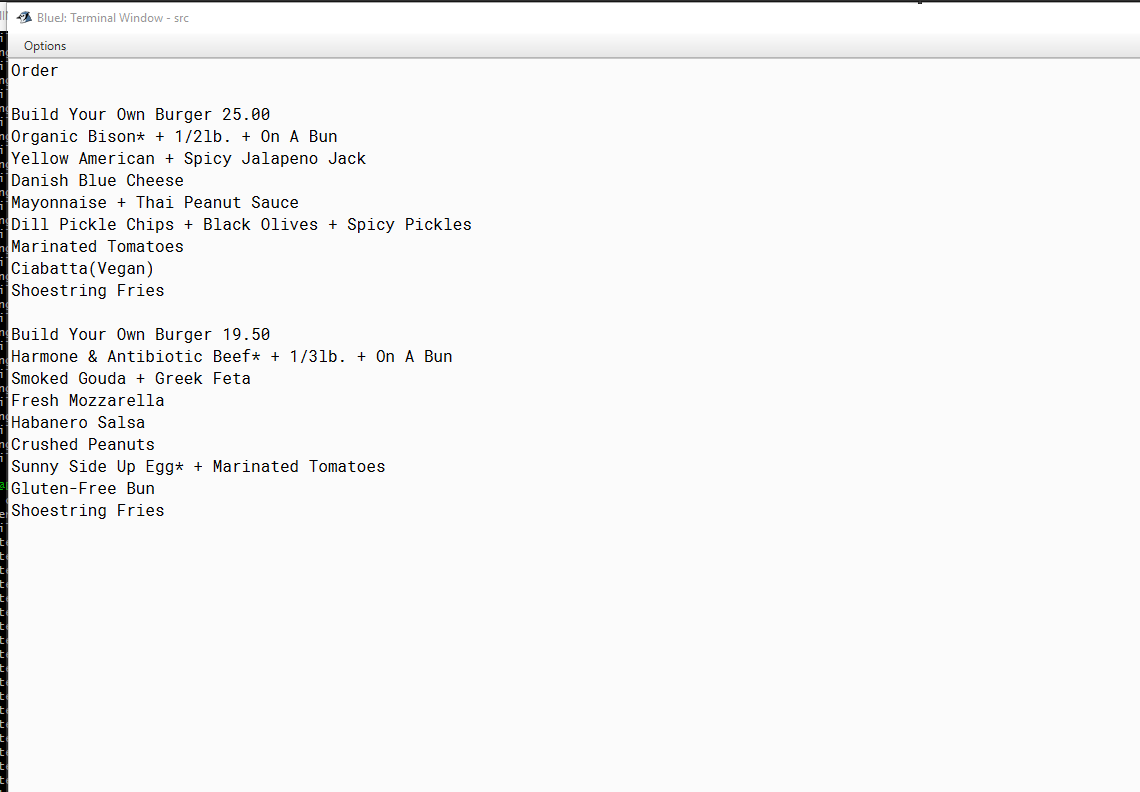 BlueJ: Terminal Window - src
Options
Order
Build Your Own Burger 25.00
Organic Bison* + 1/2lb. + On A Bun
Yellow American + Spicy Jalapeno Jack
Danish Blue Cheese
Mayonnaise + Thai Peanut Sauce
Dill Pickle Chips + Black Olives + Spicy Pickles
Marinated Tomatoes
Ciabatta(Vegan)
Shoestring Fries
Build Your Own Burger 19.50
Harmone & Antibiotic Beef* + 1/3lb. + On A Bun
Smoked Gouda + Greek Feta
Fresh Mozzarella
Habanero Salsa
Crushed Peanuts
Sunny Side Up Egg* + Marinated Tomatoes
Gluten-Free Bun
Shoestring Fries